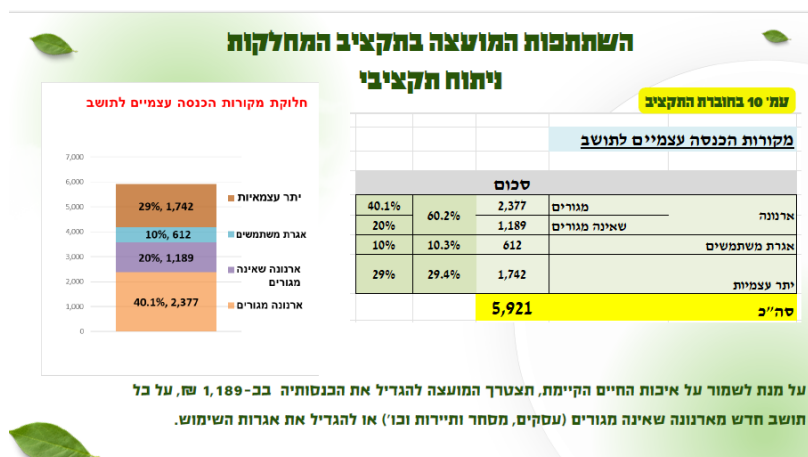 השתתפות המועצה בתקציב המחלקות
ניתוח תקציבי
עמ' 10 בחוברת התקציב
מקורות הכנסה עצמיים לתושב
סכום
ארנונה מגורים 2,377 60.2% 40.1%
שאינה מגורים 1,189 20%
אגרת משתמשים 612 10.3% 10%
יתר עצמיות 1,742 29.4% 29%
סה"כ 5,921
חלוקת מקורות הכנסה עצמיים לתושב
7,000
6,000
5,000
4,000
3,000
2,000
1,000
0
29%, 1,742
10%, 612
20%, 1,189
40.1%, 2,377
יתר עצמאיות
אגרת משתמשים
ארנונה שאינה
מגורים
ארנונה מגורים
על מנת לשמור על איכות החיים הקיימת, תצטרך המועצה להגדיל את הכנסותיה בכ-1,189 ₪, על כל
תושב חדש מארנונה שאינה מגורים (עסקים, מסחר ותיירות וכו') או להגדיל את אגרות השימוש.